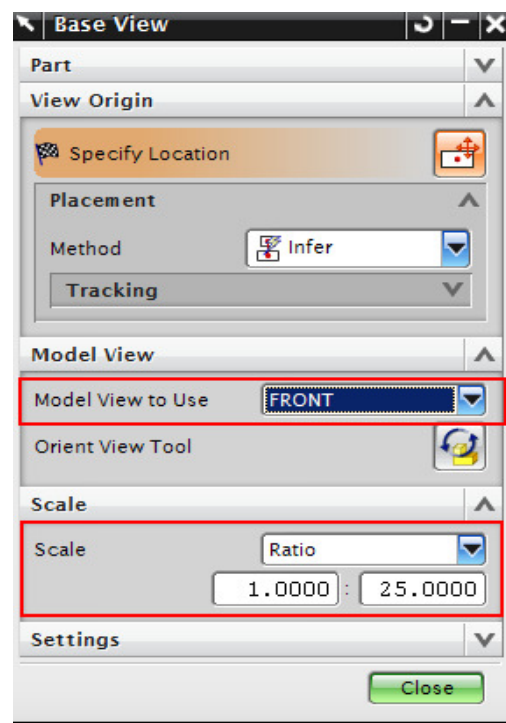 Base View
Part
View Origin
Specify Location
Placement
Method Infer
Tracking
Model View
Model View to Use FRONT
Orient View Tool
Scale
Scale Ratio
1.0000 : 25.0000
Settings
Close